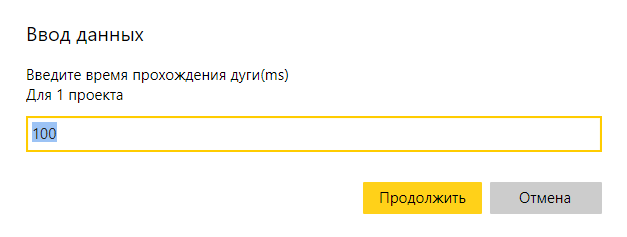 Ввод данных
Введите время прохождения дуги(ms)
Для 1 проекта
100
Продолжить Отмена